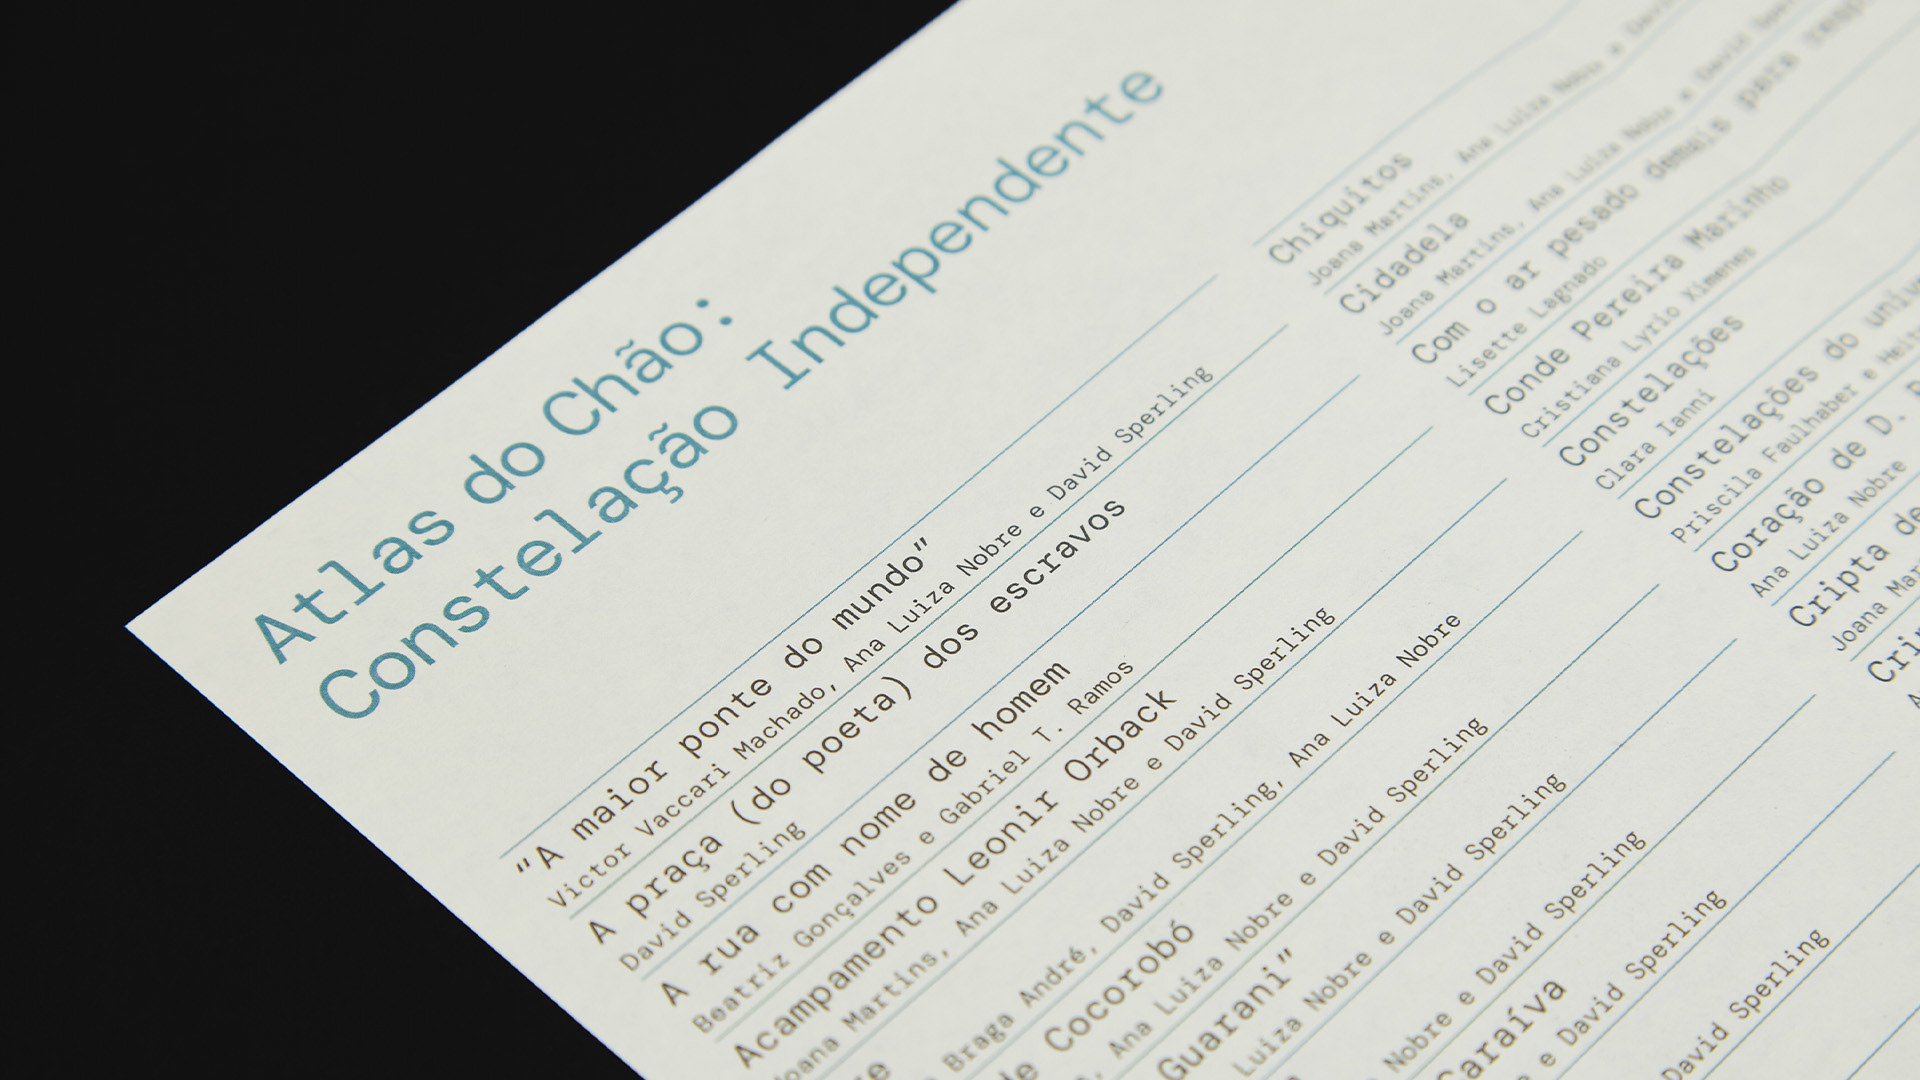 Atlas do Chão:
Constelação Independente
"A maior ponte do mundo"
Victor Vaccari Machado, Ana Luiza Nobre e David Sperling
A praça (do poeta) dos escravos
David Sperling
A rua com nome de homem
Beatriz Gonçalves e Gabriel T. Ramos
Acampamento Leonir Orback
Joana Martins, Ana Luiza Nobre e David Sperling
Braga André, David Sperling, Ana Luiza Nobre
de Cocorobó
Ana Luiza Nobre e David Sperling
Guarani"
Luiza Nobre e David Sperling
Nobre e David Sperling
Caraíva
e David Sperling
David Sperling
Chiquitos
Joana Martins, Ana Luiza Nobre e
Cidadela
Joana Martins, Ana Luiza Nobre e David
Com o ar pesado demais para
Lisette Lagnado
Conde Pereira Marinho
Cristiana Lyrio Ximenes
Constelações
Clara Ianni
Constelações do
Priscila Faulhaber e
Coração de D.
Ana Luiza Nobre
Cripta de
Joana